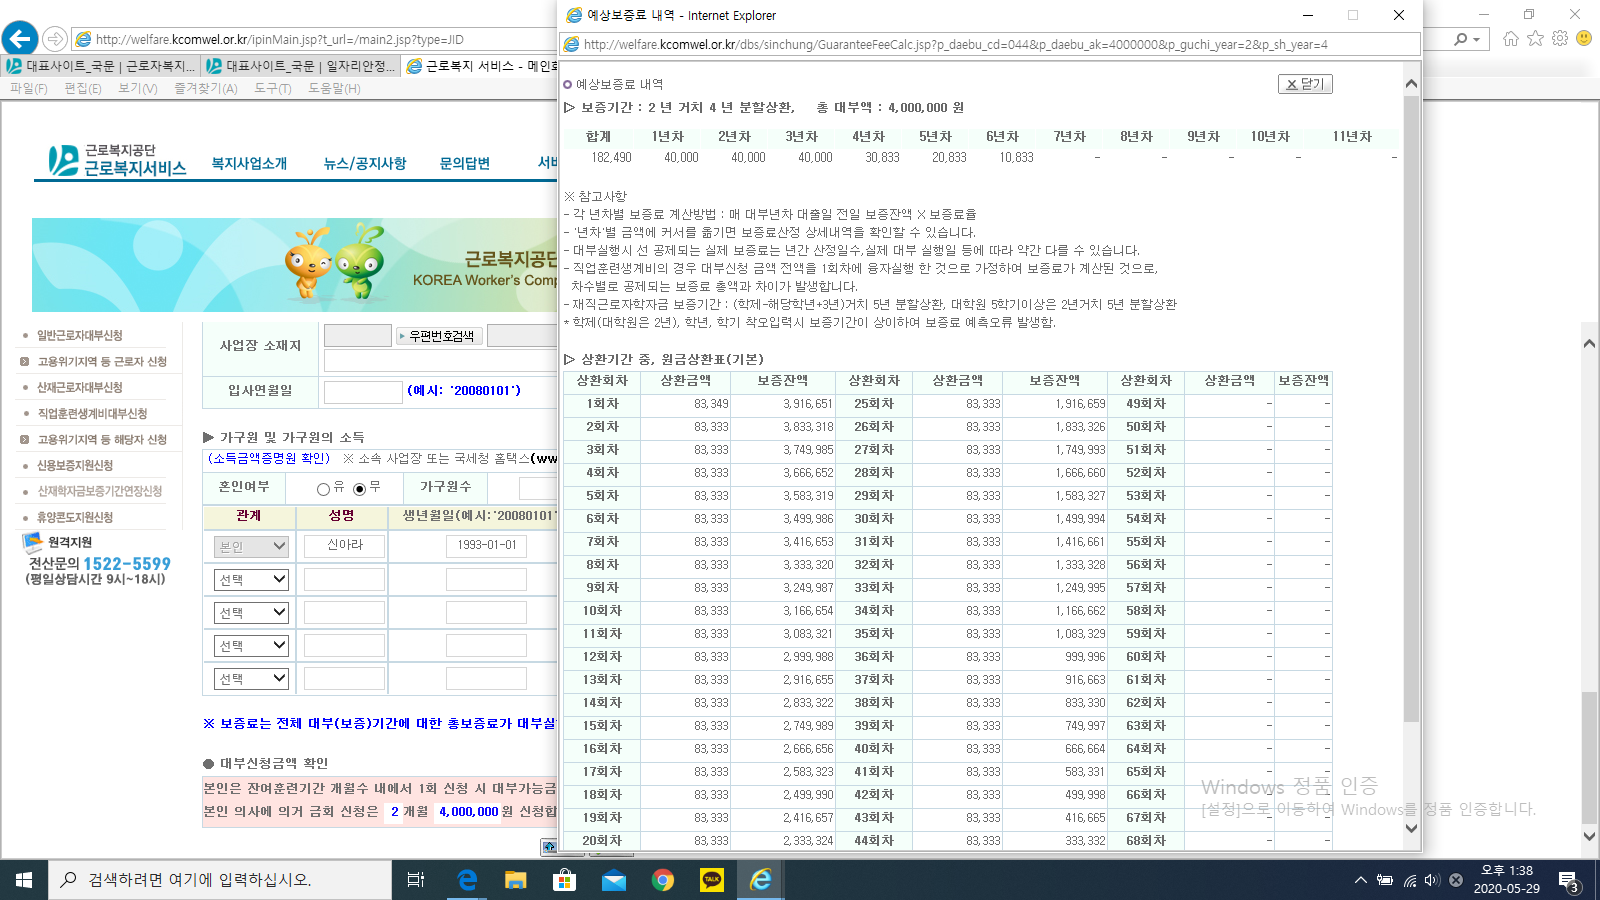 예상보증료 내역 - Internet Explorer
http://welfare.kcomwel.or.kr/ipinMain.jsp?t_url=/main2.jsp?type=JID
http://welfare.kcomwel.or.kr/dbs/sinchung/GuaranteeFeeCalc.jsp?p_daebu_cd=044&p_daebu_ak=4000000&p_guchi_year=2&p_sh_year=4
대표사이트_국문 | 근로자복지...
대표사이트_국문 | 일자리안정...
근로복지 서비스 - 메인화
파일(F) 편집(E) 보기(V) 즐겨찾기(A) 도구(T) 도움말(H)
근로복지공단
근로복지서비스
복지사업소개 뉴스/공지사항 문의답변 서비
근로복지공단
KOREA Worker's Comp
일반근로자대부신청
고용위기지역 등 근로자 신청
산재근로자대부신청
직업훈련생계비대부신청
고용위기지역 등 해당자 신청
신용보증지원신청
산재학자금보증기간연장신청
휴양콘도지원신청
원격지원
전산문의 1522-5599
(평일상담시간 9시~18시)
사업장 소재지 우편번호검색
입사연월일 (예시: '20080101')
▶ 가구원 및 가구원의 소득
(소득금액증명원 확인) ※ 소속 사업장 또는 국세청 홈택스(ww
혼인여부 유 무 가구원수
관계 성명 생년월일(예시:'20080101'
본인 신아라 1993-01-01
선택
선택
선택
선택
※ 보증료는 전체 대부(보증)기간에 대한 총보증료가 대부실
● 대부신청금액 확인
본인은 잔여훈련기간 개월수 내에서 1회 신청 시 대부가능금
본인 의사에 의거 금회 신청은 2 개월 4,000,000 원 신청합
예상보증료 내역
X 닫기
▷ 보증기간 : 2 년 거치 4 년 분할상환, 총 대부액 : 4,000,000 원
합계 1년차 2년차 3년차 4년차 5년차 6년차 7년차 8년차 9년차 10년차 11년차
182,490 40,000 40,000 40,000 30,833 20,833 10,833 - - - - -
※ 참고사항
- 각 년차별 보증료 계산방법 : 매 대부년차 대출일 전일 보증잔액 X 보증료율
- '년차'별 금액에 커서를 옮기면 보증료산정 상세내역을 확인할 수 있습니다.
- 대부실행시 선 공제되는 실제 보증료는 년간 산정일수,실제 대부 실행일 등에 따라 약간 다를 수 있습니다.
- 직업훈련생계비의 경우 대부신청 금액 전액을 1회차에 융자실행 한 것으로 가정하여 보증료가 계산된 것으로,
차수별로 공제되는 보증료 총액과 차이가 발생합니다.
- 재직근로자학자금 보증기간 : (학제-해당학년+3년)거치 5년 분할상환, 대학원 5학기이상은 2년거치 5년 분할상환
* 학제(대학원은 2년), 학년, 학기 착오입력시 보증기간이 상이하여 보증료 예측오류 발생함.
▷ 상환기간 중, 원금상환표(기본)
상환회차 상환금액 보증잔액 상환회차 상환금액 보증잔액 상환회차 상환금액 보증잔액
1회차 83,349 3,916,651 25회차 83,333 1,916,659 49회차 - -
2회차 83,333 3,833,318 26회차 83,333 1,833,326 50회차 - -
3회차 83,333 3,749,985 27회차 83,333 1,749,993 51회차 - -
4회차 83,333 3,666,652 28회차 83,333 1,666,660 52회차 - -
5회차 83,333 3,583,319 29회차 83,333 1,583,327 53회차 - -
6회차 83,333 3,499,986 30회차 83,333 1,499,994 54회차 - -
7회차 83,333 3,416,653 31회차 83,333 1,416,661 55회차 - -
8회차 83,333 3,333,320 32회차 83,333 1,333,328 56회차 - -
9회차 83,333 3,249,987 33회차 83,333 1,249,995 57회차 - -
10회차 83,333 3,166,654 34회차 83,333 1,166,662 58회차 - -
11회차 83,333 3,083,321 35회차 83,333 1,083,329 59회차 - -
12회차 83,333 2,999,988 36회차 83,333 999,996 60회차 - -
13회차 83,333 2,916,655 37회차 83,333 916,663 61회차 - -
14회차 83,333 2,833,322 38회차 83,333 833,330 62회차 - -
15회차 83,333 2,749,989 39회차 83,333 749,997 63회차 - -
16회차 83,333 2,666,656 40회차 83,333 666,664 64회차 - -
17회차 83,333 2,583,323 41회차 83,333 583,331 65회차 - -
18회차 83,333 2,499,990 42회차 83,333 499,998 66회차 - -
19회차 83,333 2,416,657 43회차 83,333 416,665 67회차 - -
20회차 83,333 2,333,324 44회차 83,333 333,332 68회차 - -
Windows 정품 인증
[설정]으로 이동하여 Windows를 정품 인증합니다.
검색하려면 여기에 입력하십시오.
TALK
오후 1:38
2020-05-29
3